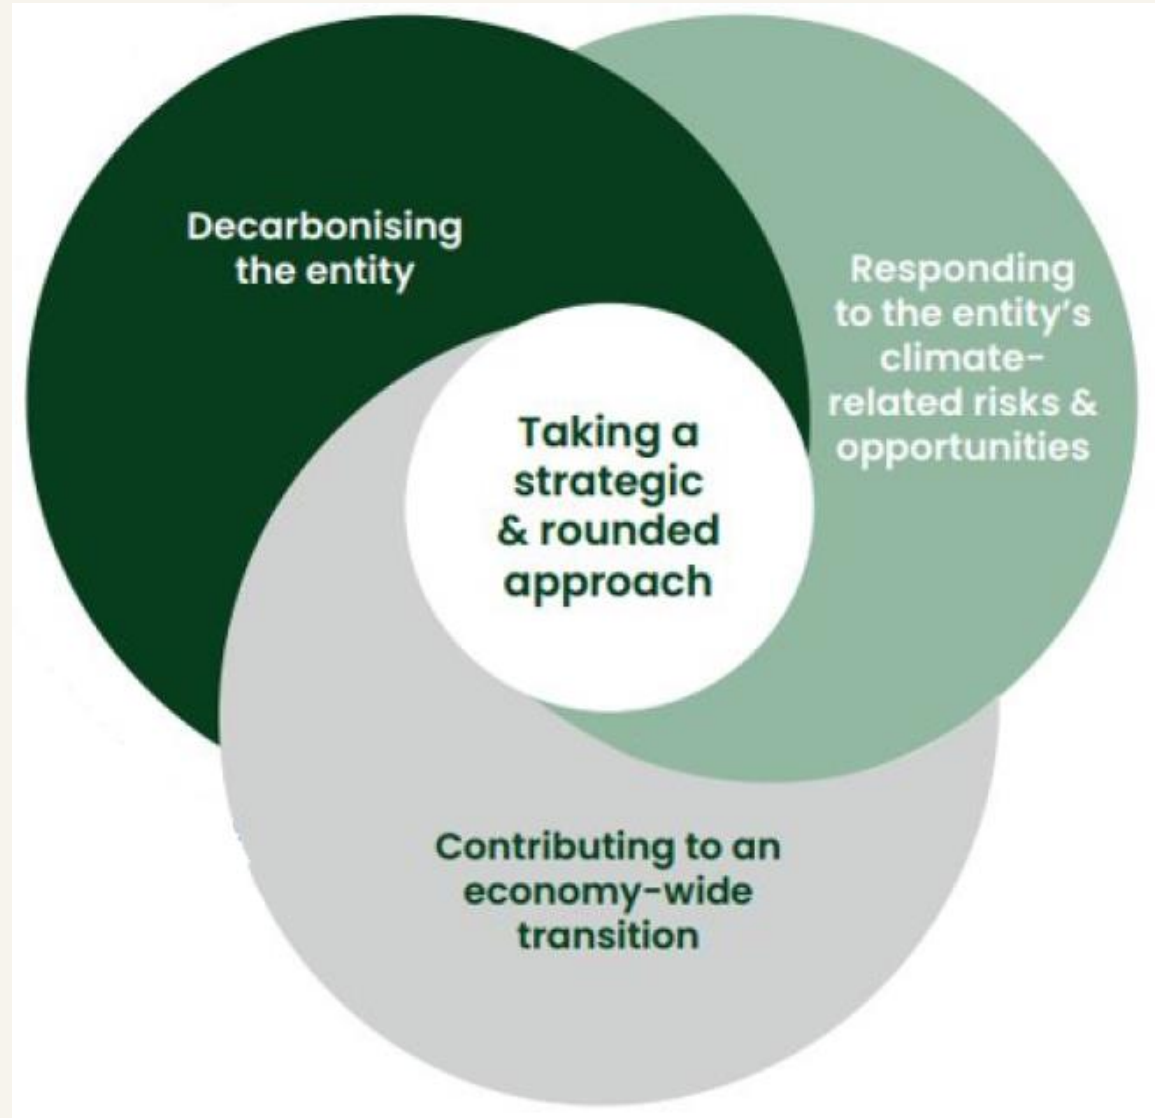 Decarbonising
the entity
Responding
to the entity's
climate-
related risks &
opportunities
Taking a
strategic
& rounded
approach
Contributing to an
economy-wide
transition